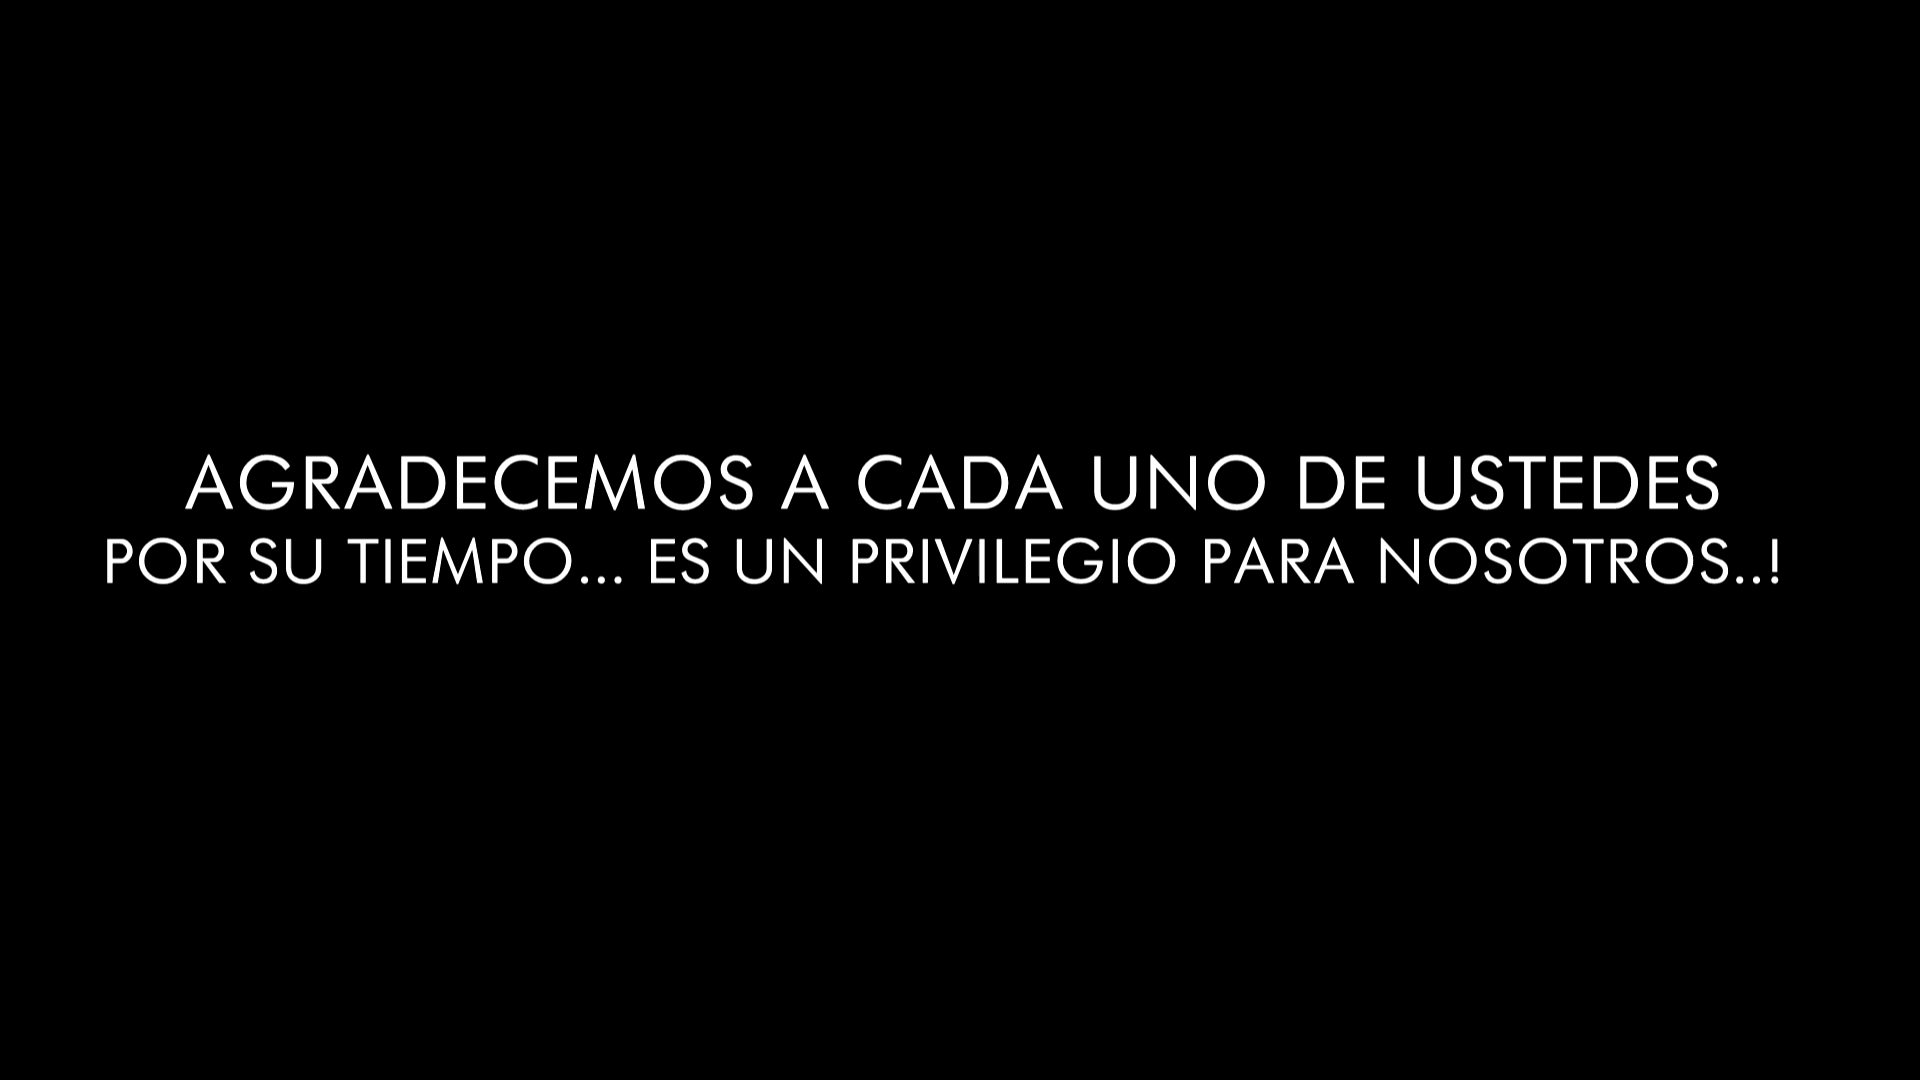 AGRADECEMOS A CADA UNO DE USTEDES
POR SU TIEMPO... ES UN PRIVILEGIO PARA NOSOTROS..!